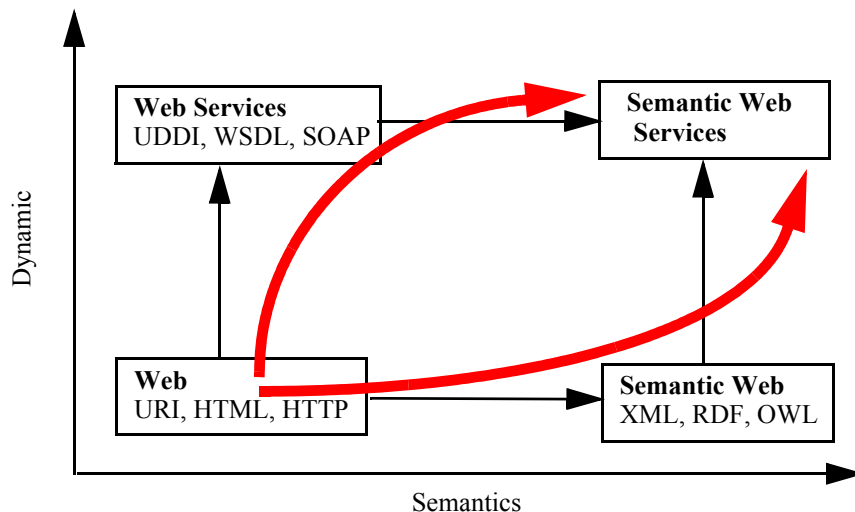 Web Services
UDDI, WSDL, SOAP
Semantic Web
Services
Dynamic
Web
URI, HTML, HTTP
Semantic Web
XML, RDF, OWL
Semantics